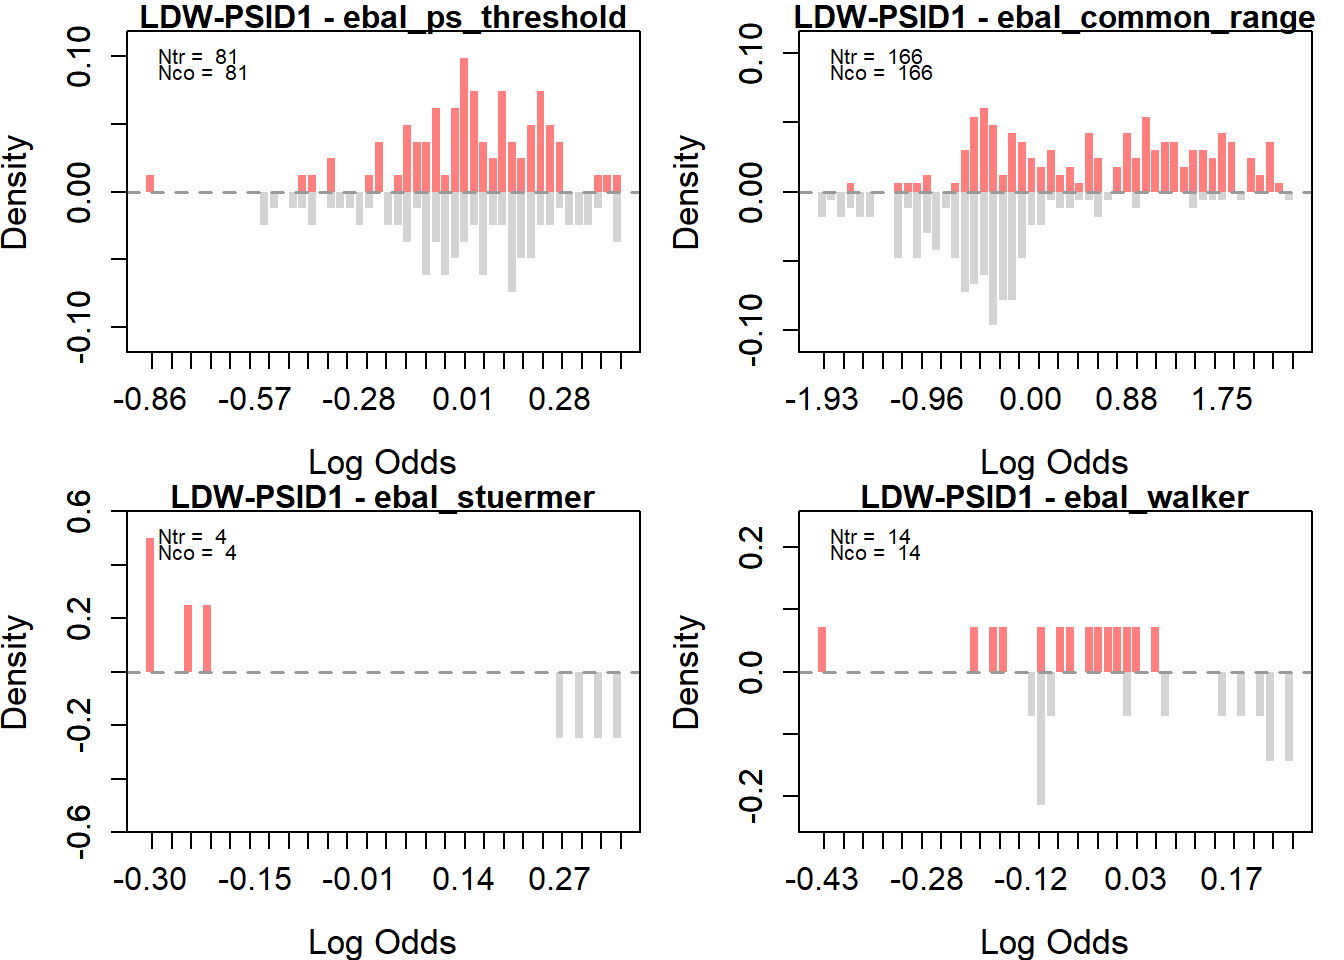 LDW-PSID1 - ebal_ps_threshold
Ntr = 81
Nco = 81
0.10
0.00
-0.10
Density
-0.86 -0.57 -0.28 0.01 0.28
Log Odds
LDW-PSID1 - ebal_common_range
Ntr = 166
Nco = 166
0.10
0.00
-0.10
Density
-1.93 -0.96 0.00 0.88 1.75
Log Odds
LDW-PSID1 - ebal_stuermer
Ntr = 4
Nco = 4
0.6
0.2
-0.2
-0.6
Density
-0.30 -0.15 -0.01 0.14 0.27
Log Odds
LDW-PSID1 - ebal_walker
Ntr = 14
Nco = 14
0.2
0.0
-0.2
Density
-0.43 -0.28 -0.12 0.03 0.17
Log Odds